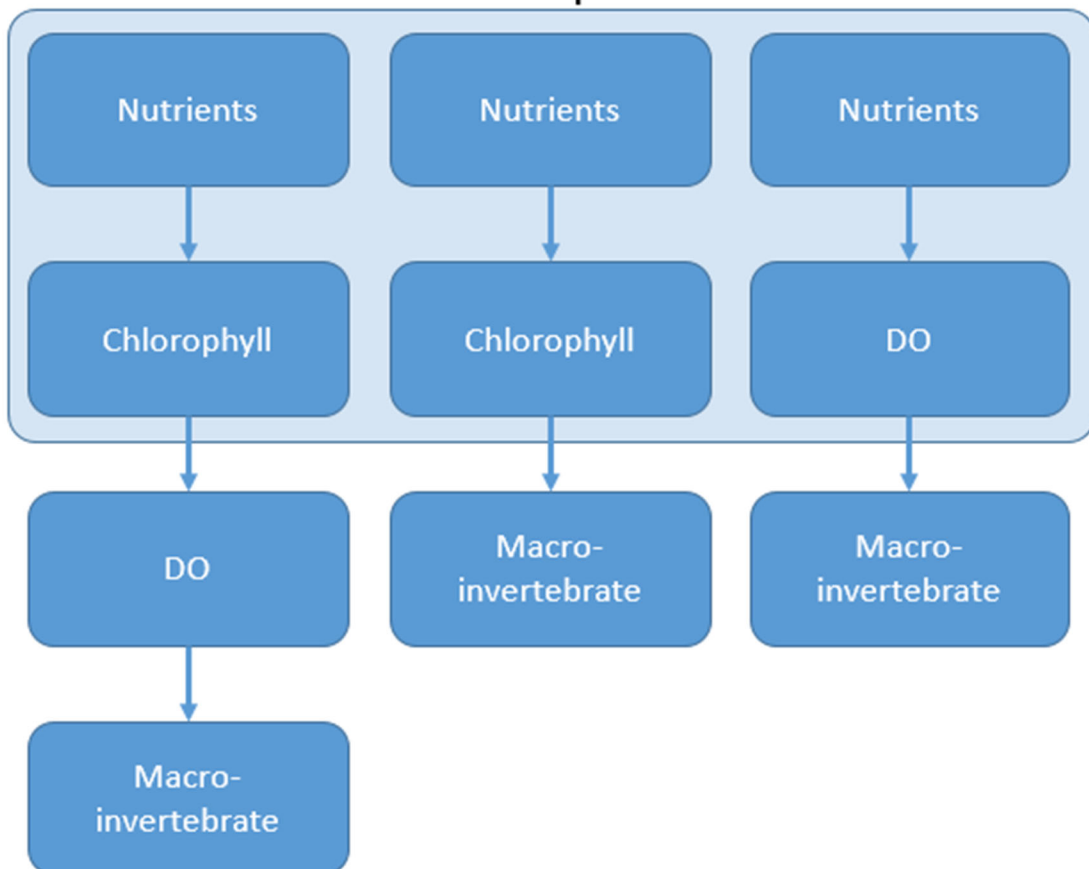 Nutrients
Nutrients
Nutrients
Chlorophyll
Chlorophyll
DO
DO
Macro-
invertebrate
Macro-
invertebrate
Macro-
invertebrate